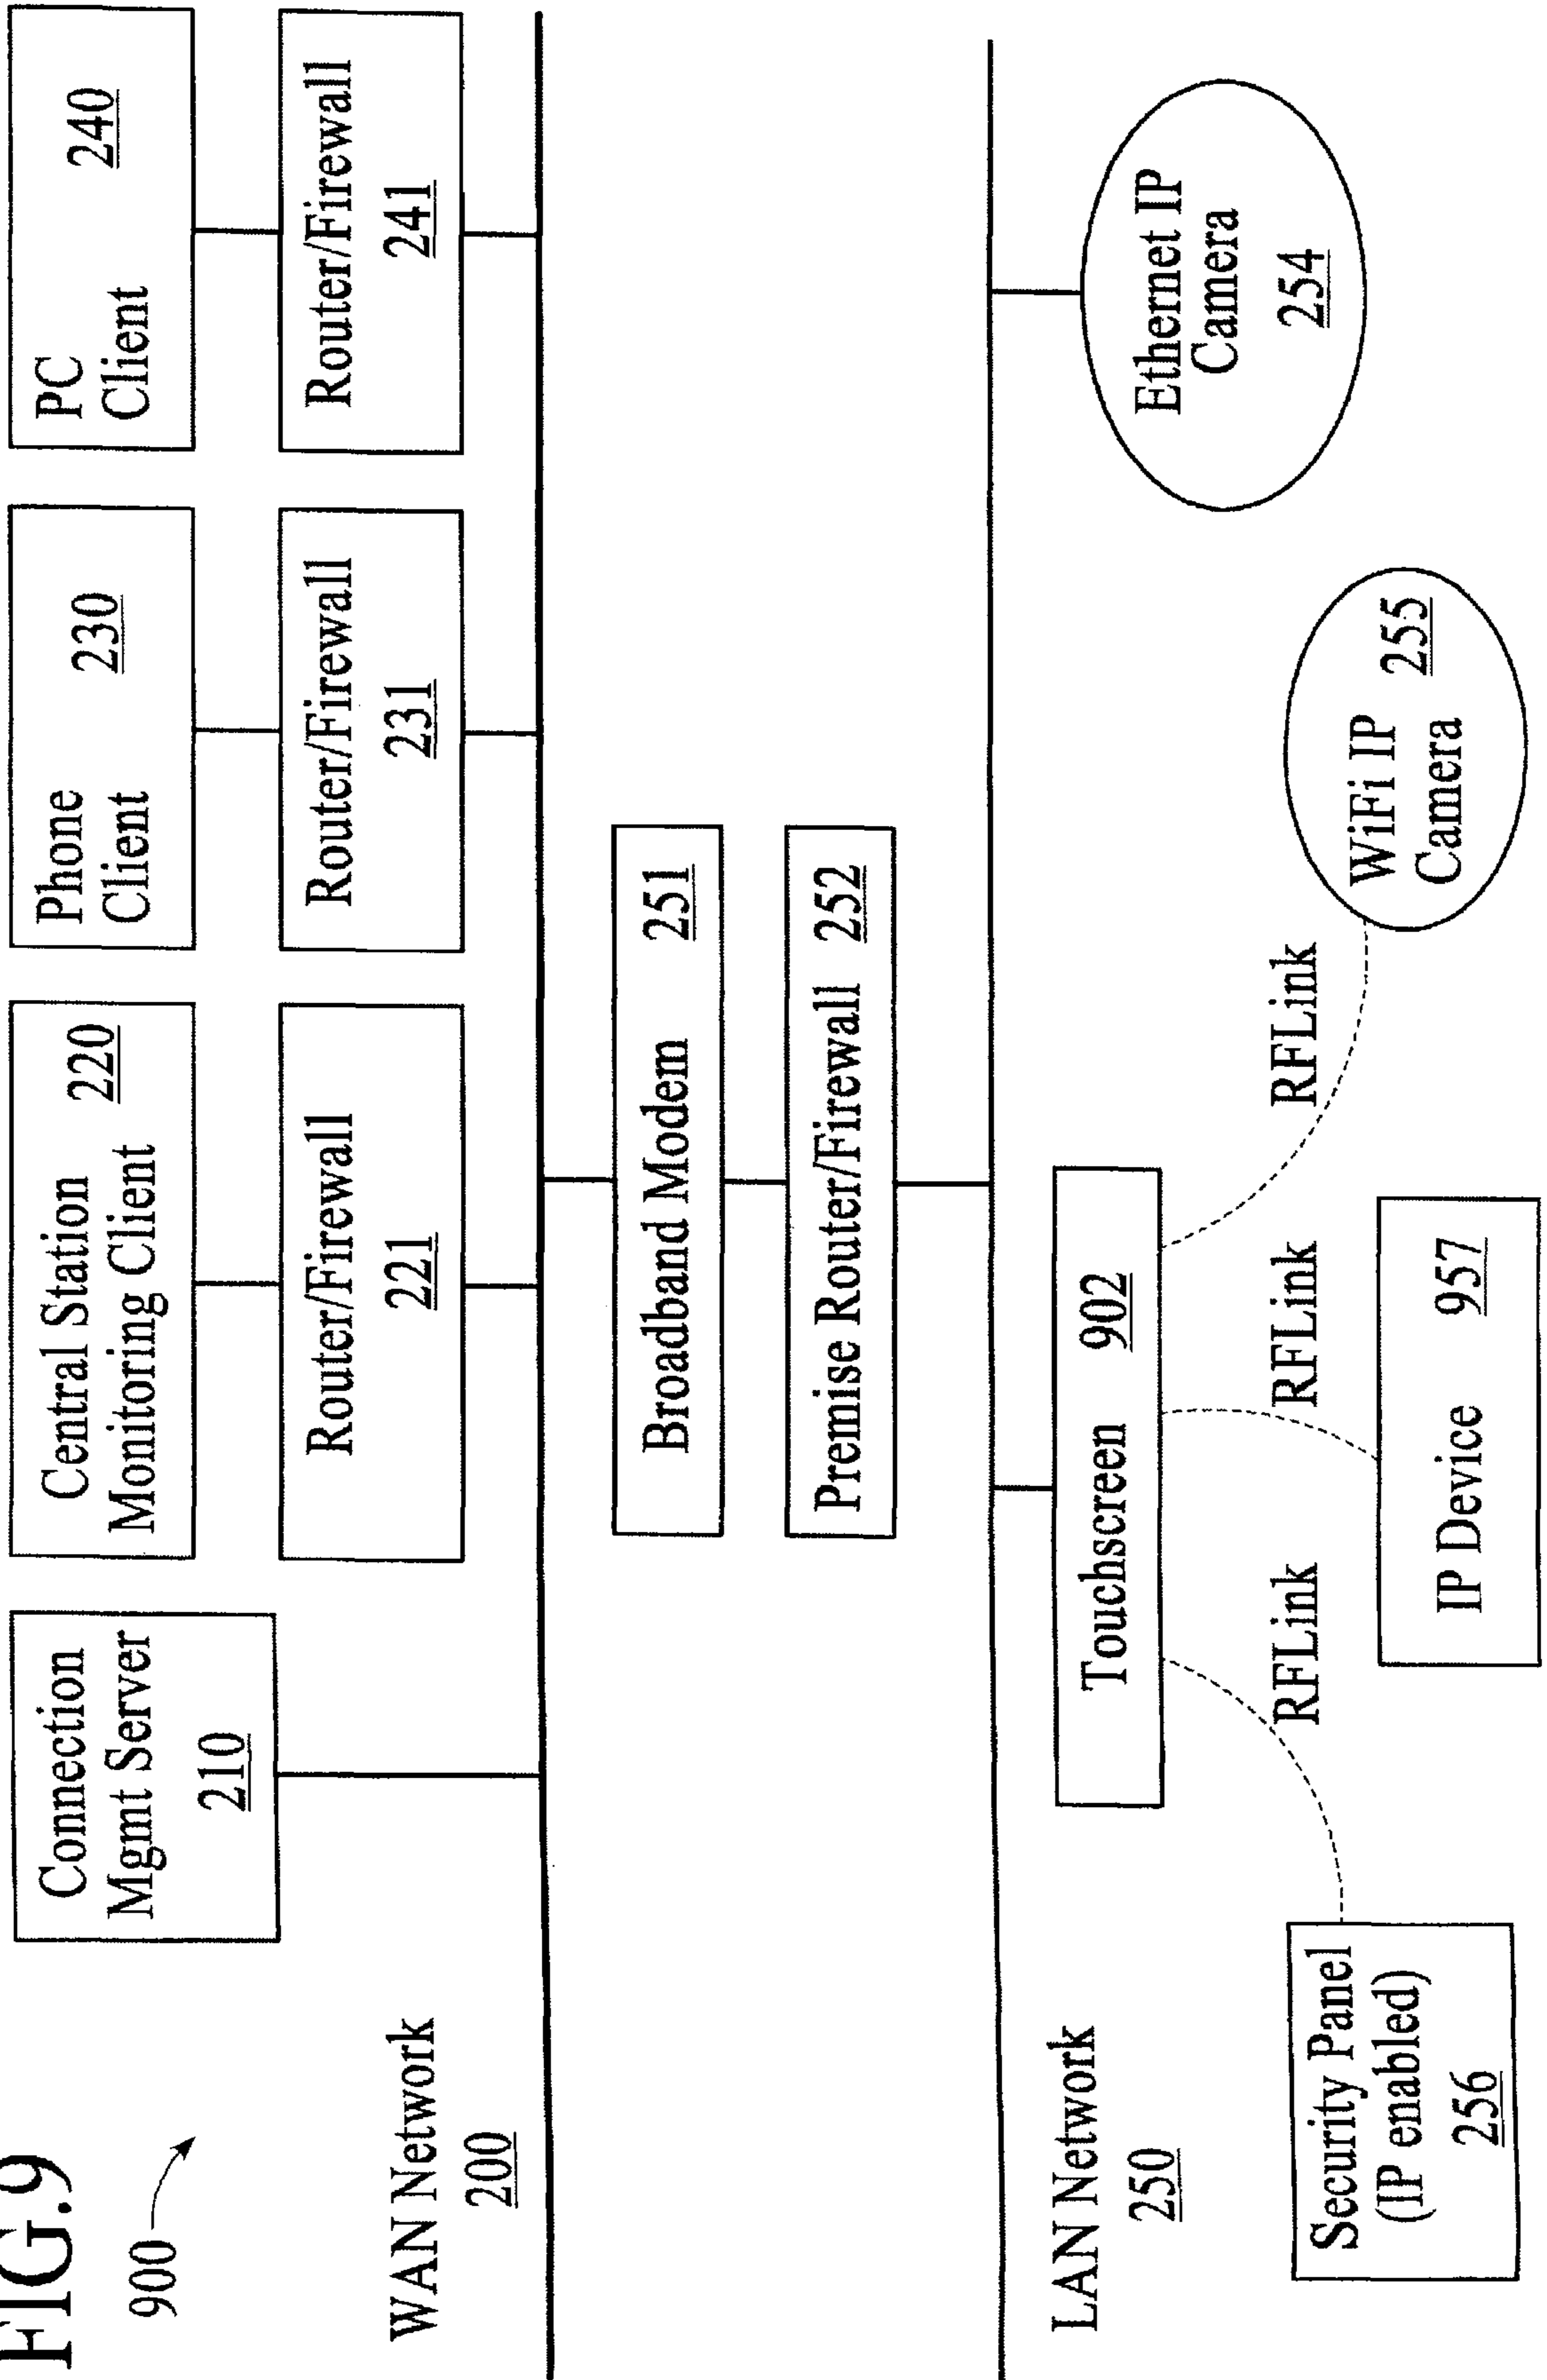 FIG.9
900
Connection
Mgmt Server
210
Central Station
Monitoring Client 220
Phone
Client 230
PC
Client 240
Router/Firewall
221
Router/Firewall
231
Router/Firewall
241
WAN Network
200
Broadband Modem 251
Premise Router/Firewall 252
LAN Network
250
Touchscreen 902
Ethernet IP
Camera
254
RFLink
RFLink
RFLink
Security Panel
(IP enabled)
256
IP Device 957
WiFi IP 255
Camera